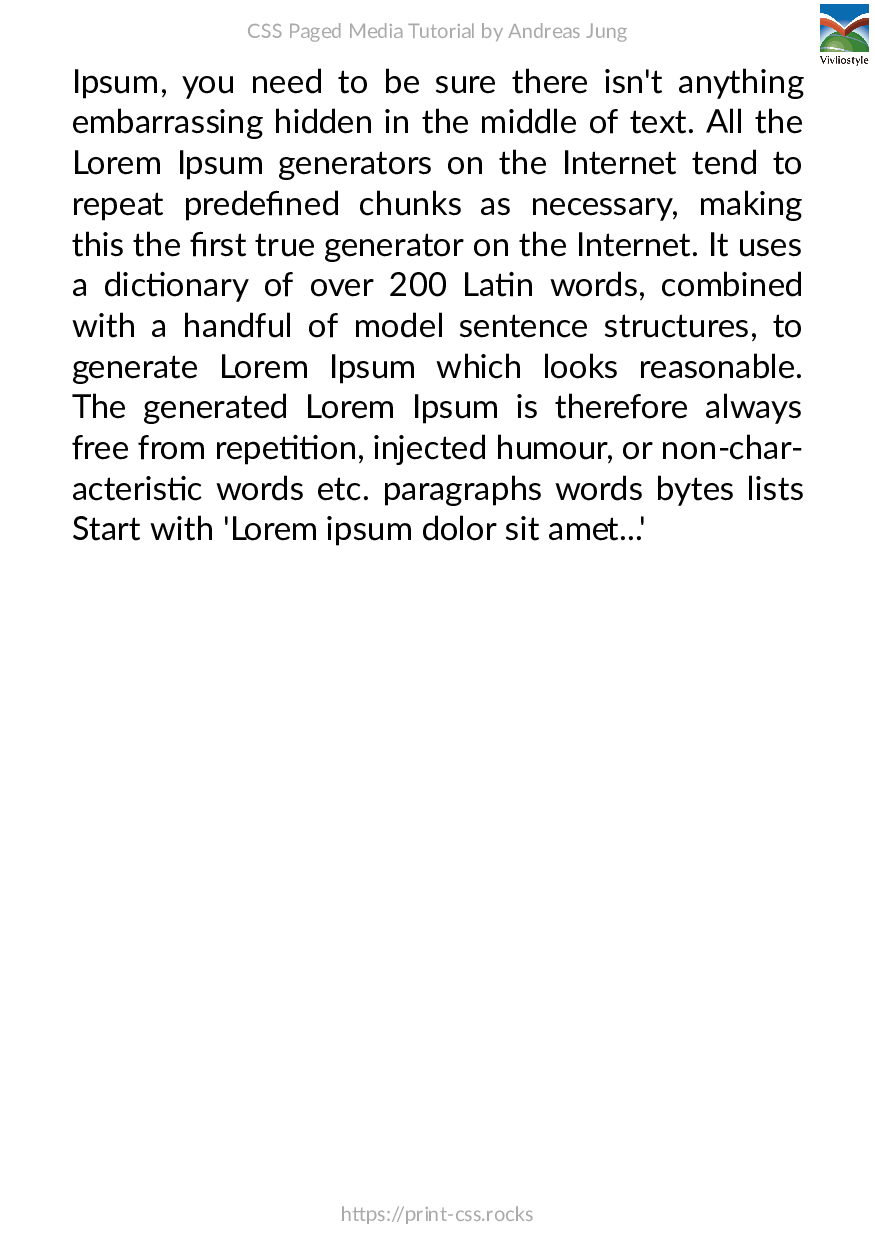 CSS Paged Media Tutorial by Andreas Jung
Vivliostyle
Ipsum, you need to be sure there isn't anything
embarrassing hidden in the middle of text. All the
Lorem Ipsum generators on the Internet tend to
repeat predefined chunks as necessary, making
this the first true generator on the Internet. It uses
a dictionary of over 200 Latin words, combined
with a handful of model sentence structures, to
generate Lorem Ipsum which looks reasonable.
The generated Lorem Ipsum is therefore always
free from repetition, injected humour, or non-char-
acteristic words etc. paragraphs words bytes lists
Start with 'Lorem ipsum dolor sit amet...'
https://print-css.rocks